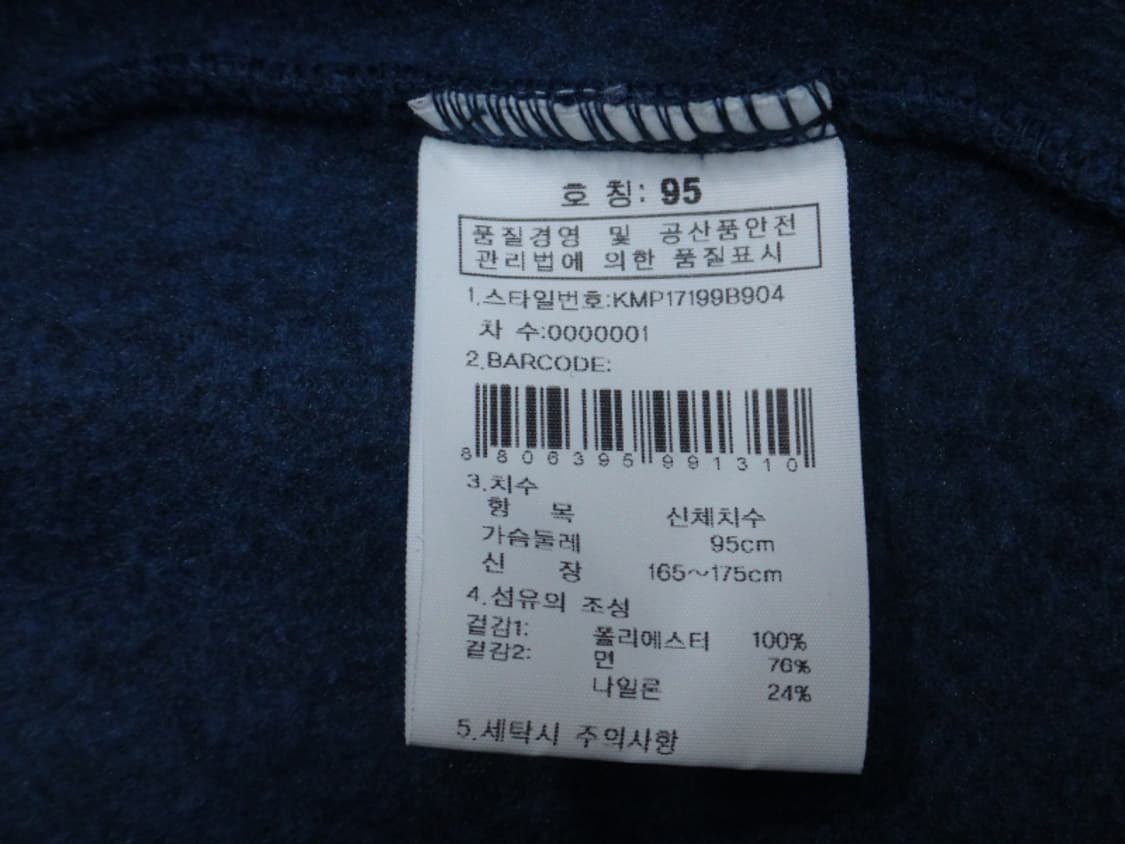 호 칭: 95
품질경영 및 공산품안전
관리법에 의한 품질표시
1.스타일번호:KMP17199B904
차 수:0000001
2.BARCODE:
8 806395 991310
3.치수
항 목 신체치수
가슴둘레 95cm
신 장 165~175cm
4.섬유의 조성
겉감1: 폴리에스터 100%
겉감2: 면 76%
나일론 24%
5.세탁시 주의사항